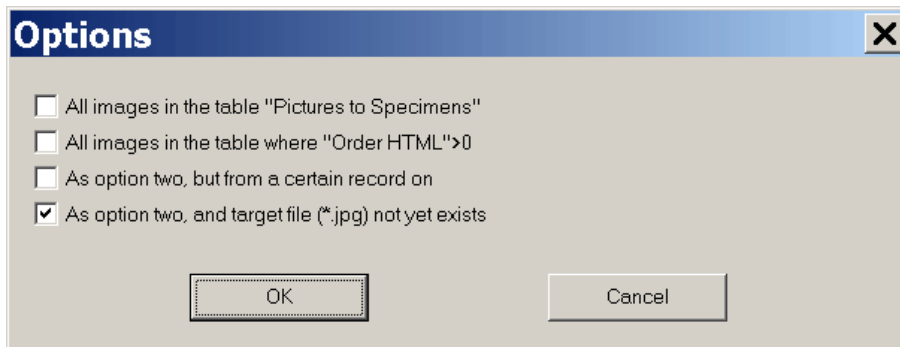 Options
All images in the table "Pictures to Specimens"
All images in the table where "Order HTML">0
As option two, but from a certain record on
As option two, and target file (*.jpg) not yet exists
OK Cancel